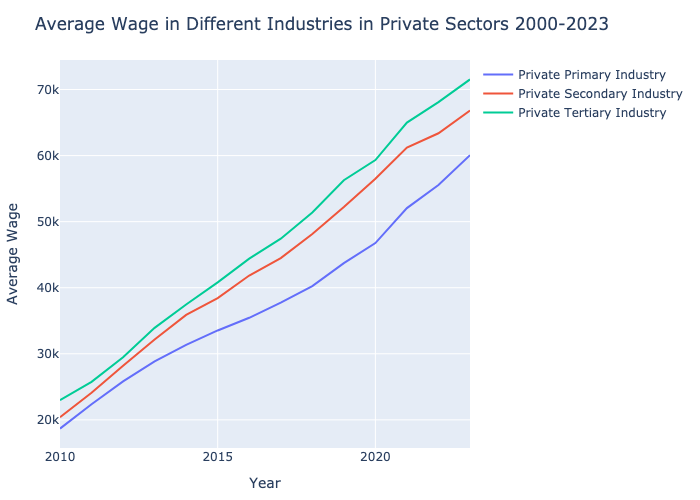 Average Wage in Different Industries in Private Sectors 2000-2023
Private Primary Industry
Private Secondary Industry
Private Tertiary Industry
70k
60k
50k
40k
30k
20k
Average Wage
2010
2015
2020
Year